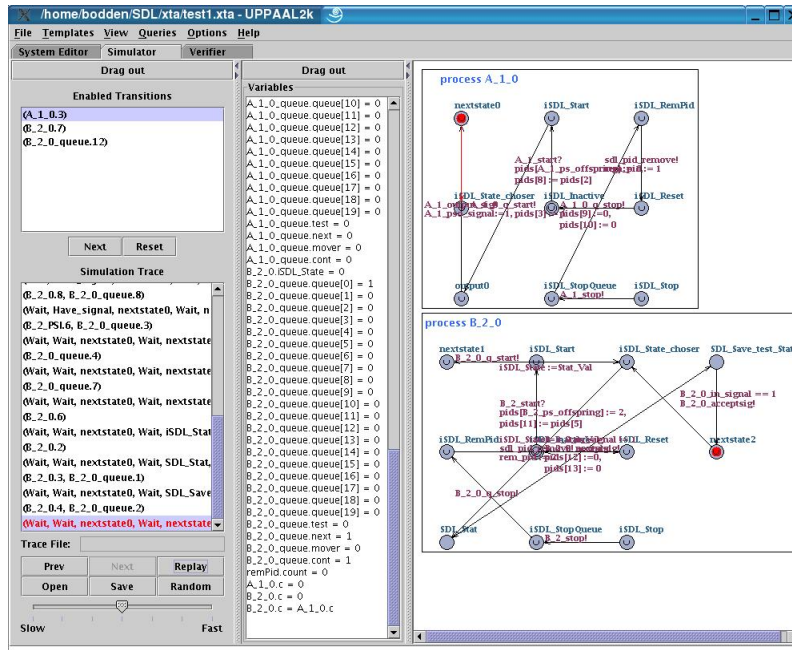 /home/bodden/SDL/xta/test1.xta - UPPAAL2k
File Templates View Queries Options Help
System Editor Simulator Verifier
Drag out
Enabled Transitions
(A_1_0.3)
(B_2_0.7)
(B_2_0_queue.12)
Next Reset
Simulation Trace
(B_2_0.8, B_2_0_queue.8)
(Wait, Have_signal, nextstate0, Wait, n
(B_2_PSI.6, B_2_0_queue.3)
(Wait, Wait, nextstate0, Wait, nextstate
(B_2_0_queue.4)
(Wait, Wait, nextstate0, Wait, nextstate
(B_2_0_queue.7)
(Wait, Wait, nextstate0, Wait, nextstate
(B_2_0.6)
(Wait, Wait, nextstate0, Wait, iSDL_Stat
(B_2_0.2)
(Wait, Wait, nextstate0, Wait, SDL_Stat,
(B_2_0.3, B_2_0_queue.1)
(Wait, Wait, nextstate0, Wait, SDL_Save
(B_2_0.4, B_2_0_queue.2)
(Wait, Wait, nextstate0, Wait, nextstate
Trace File:
Prev Next Replay
Open Save Random
Slow Fast
Drag out
Variables
A_1_0_queue.queue[10] = 0
A_1_0_queue.queue[11] = 0
A_1_0_queue.queue[12] = 0
A_1_0_queue.queue[13] = 0
A_1_0_queue.queue[14] = 0
A_1_0_queue.queue[15] = 0
A_1_0_queue.queue[16] = 0
A_1_0_queue.queue[17] = 0
A_1_0_queue.queue[18] = 0
A_1_0_queue.queue[19] = 0
A_1_0_queue.test = 0
A_1_0_queue.next = 0
A_1_0_queue.mover = 0
A_1_0_queue.cont = 0
B_2_0.iSDL_State = 0
B_2_0_queue.queue[0] = 1
B_2_0_queue.queue[1] = 0
B_2_0_queue.queue[2] = 0
B_2_0_queue.queue[3] = 0
B_2_0_queue.queue[4] = 0
B_2_0_queue.queue[5] = 0
B_2_0_queue.queue[6] = 0
B_2_0_queue.queue[7] = 0
B_2_0_queue.queue[8] = 0
B_2_0_queue.queue[9] = 0
B_2_0_queue.queue[10] = 0
B_2_0_queue.queue[11] = 0
B_2_0_queue.queue[12] = 0
B_2_0_queue.queue[13] = 0
B_2_0_queue.queue[14] = 0
B_2_0_queue.queue[15] = 0
B_2_0_queue.queue[16] = 0
B_2_0_queue.queue[17] = 0
B_2_0_queue.queue[18] = 0
B_2_0_queue.queue[19] = 0
B_2_0_queue.test = 0
B_2_0_queue.next = 1
B_2_0_queue.mover = 0
B_2_0_queue.cont = 1
remPid.count = 0
A_1_0.c = 0
B_2_0.c = A_1_0.c
process A_1_0
nextstate0 iSDL_Start iSDL_RemPid
A_1_start? sdl_pid_remove!
pids[A_1_ps_offspring] := 1
pids[8] := pids[2]
iSDL_State_choser iSDL_Inactive iSDL_Reset
A_1_0_q_stop!
pids[9] :=0,
pids[10] := 0
output0 iSDL_StopQueue iSDL_Stop
A_1_stop!
process B_2_0
nextstate1 iSDL_Start iSDL_State_choser SDL_Save_test_Stat
B_2_0_q_start!
iSDL_State :=Stat_Val
B_2_0_in_signal == 1
B_2_0_acceptsig!
B_2_start?
pids[B_2_ps_offspring] := 2,
pids[11] := pids[5]
iSDL_RemPid iSDL_Reset nextstate2
pids[12] :=0,
pids[13] := 0
B_2_0_q_stop!
SDL_Stat iSDL_StopQueue iSDL_Stop
B_2_stop!